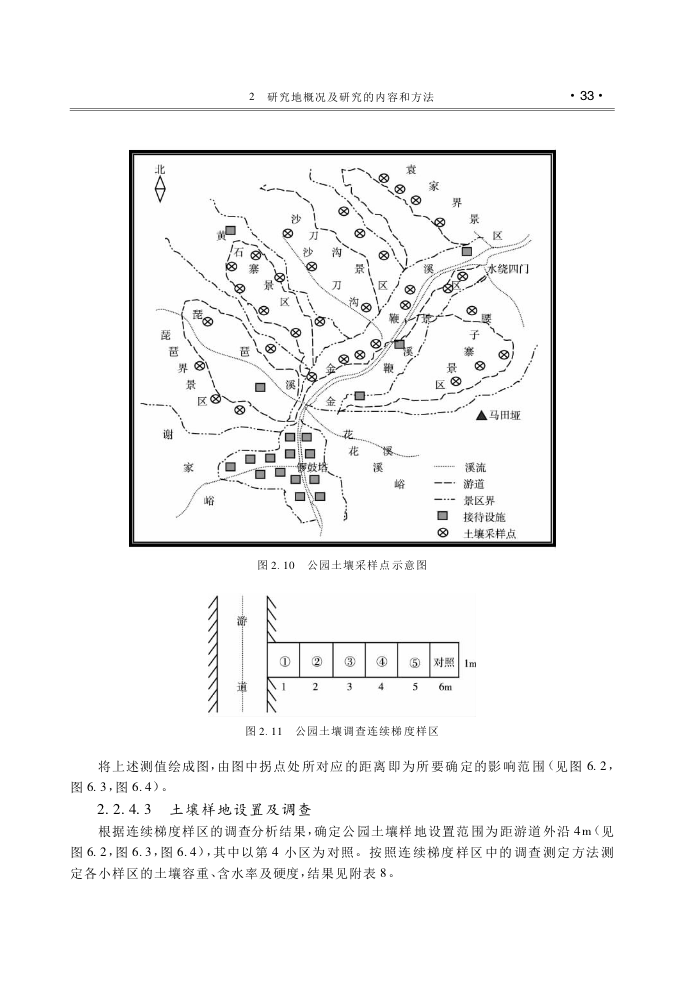 2 研究地概况及研究的内容和方法 ·33·
北
袁家界景区
黄石寨景区
沙刀沟景区
沙刀沟
水绕四门
金鞭溪景区
金鞭溪
腰子寨景区
琵琶界景区
琵琶溪
马田垭
谢家峪
锣鼓塔
花溪
花溪峪
溪流
游道
景区界
接待设施
土壤采样点
图 2. 10 公园土壤采样点示意图
游道
① ② ③ ④ ⑤ 对照 1m
1 2 3 4 5 6m
图 2. 11 公园土壤调查连续梯度样区
将上述测值绘成图,由图中拐点处所对应的距离即为所要确定的影响范围(见图 6. 2,
图 6. 3,图 6. 4)。
2. 2. 4. 3 土壤样地设置及调查
根据连续梯度样区的调查分析结果,确定公园土壤样地设置范围为距游道外沿 4m(见
图 6. 2,图 6. 3,图 6. 4),其中以第 4 小区为对照。按照连续梯度样区中的调查测定方法测
定各小样区的土壤容重、含水率及硬度,结果见附表 8。